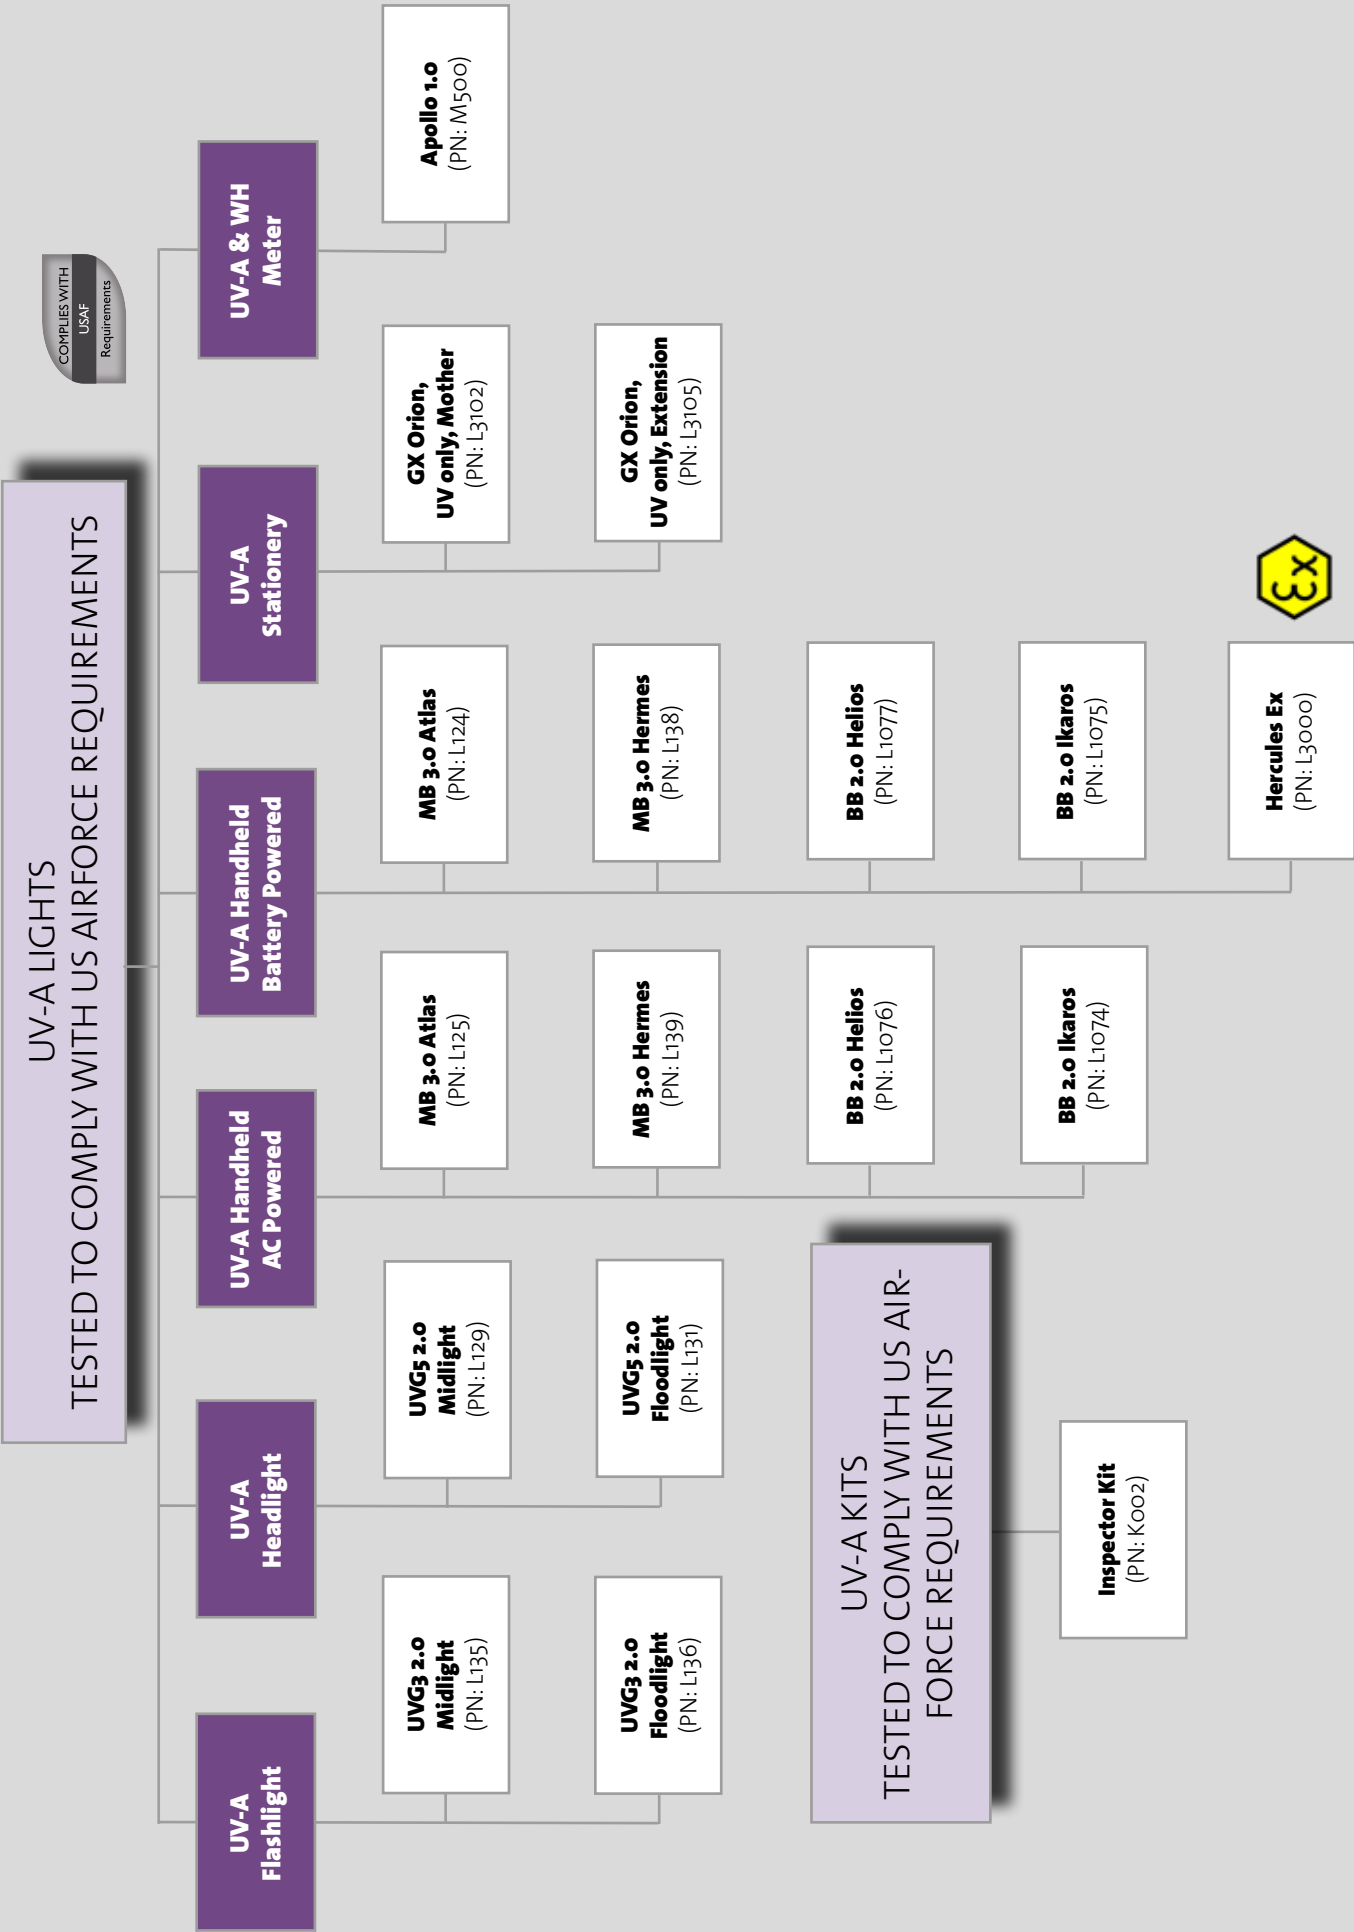 UV-A LIGHTS
TESTED TO COMPLY WITH US AIRFORCE REQUIREMENTS
COMPLIES WITH
USAF
Requirements
UV-A
Flashlight
UVG3 2.0
Midlight
(PN: L135)
UVG3 2.0
Floodlight
(PN: L136)
UV-A
Headlight
UVG5 2.0
Midlight
(PN: L129)
UVG5 2.0
Floodlight
(PN: L131)
UV-A Handheld
AC Powered
MB 3.0 Atlas
(PN: L125)
MB 3.0 Hermes
(PN: L139)
BB 2.0 Helios
(PN: L1076)
BB 2.0 Ikaros
(PN: L1074)
UV-A Handheld
Battery Powered
MB 3.0 Atlas
(PN: L124)
MB 3.0 Hermes
(PN: L138)
BB 2.0 Helios
(PN: L1077)
BB 2.0 Ikaros
(PN: L1075)
Hercules Ex
(PN: L3000)
εx
UV-A
Stationery
GX Orion,
UV only, Mother
(PN: L3102)
GX Orion,
UV only, Extension
(PN: L3105)
UV-A & WH
Meter
Apollo 1.0
(PN: M500)
UV-A KITS
TESTED TO COMPLY WITH US AIR-
FORCE REQUIREMENTS
Inspector Kit
(PN: K002)